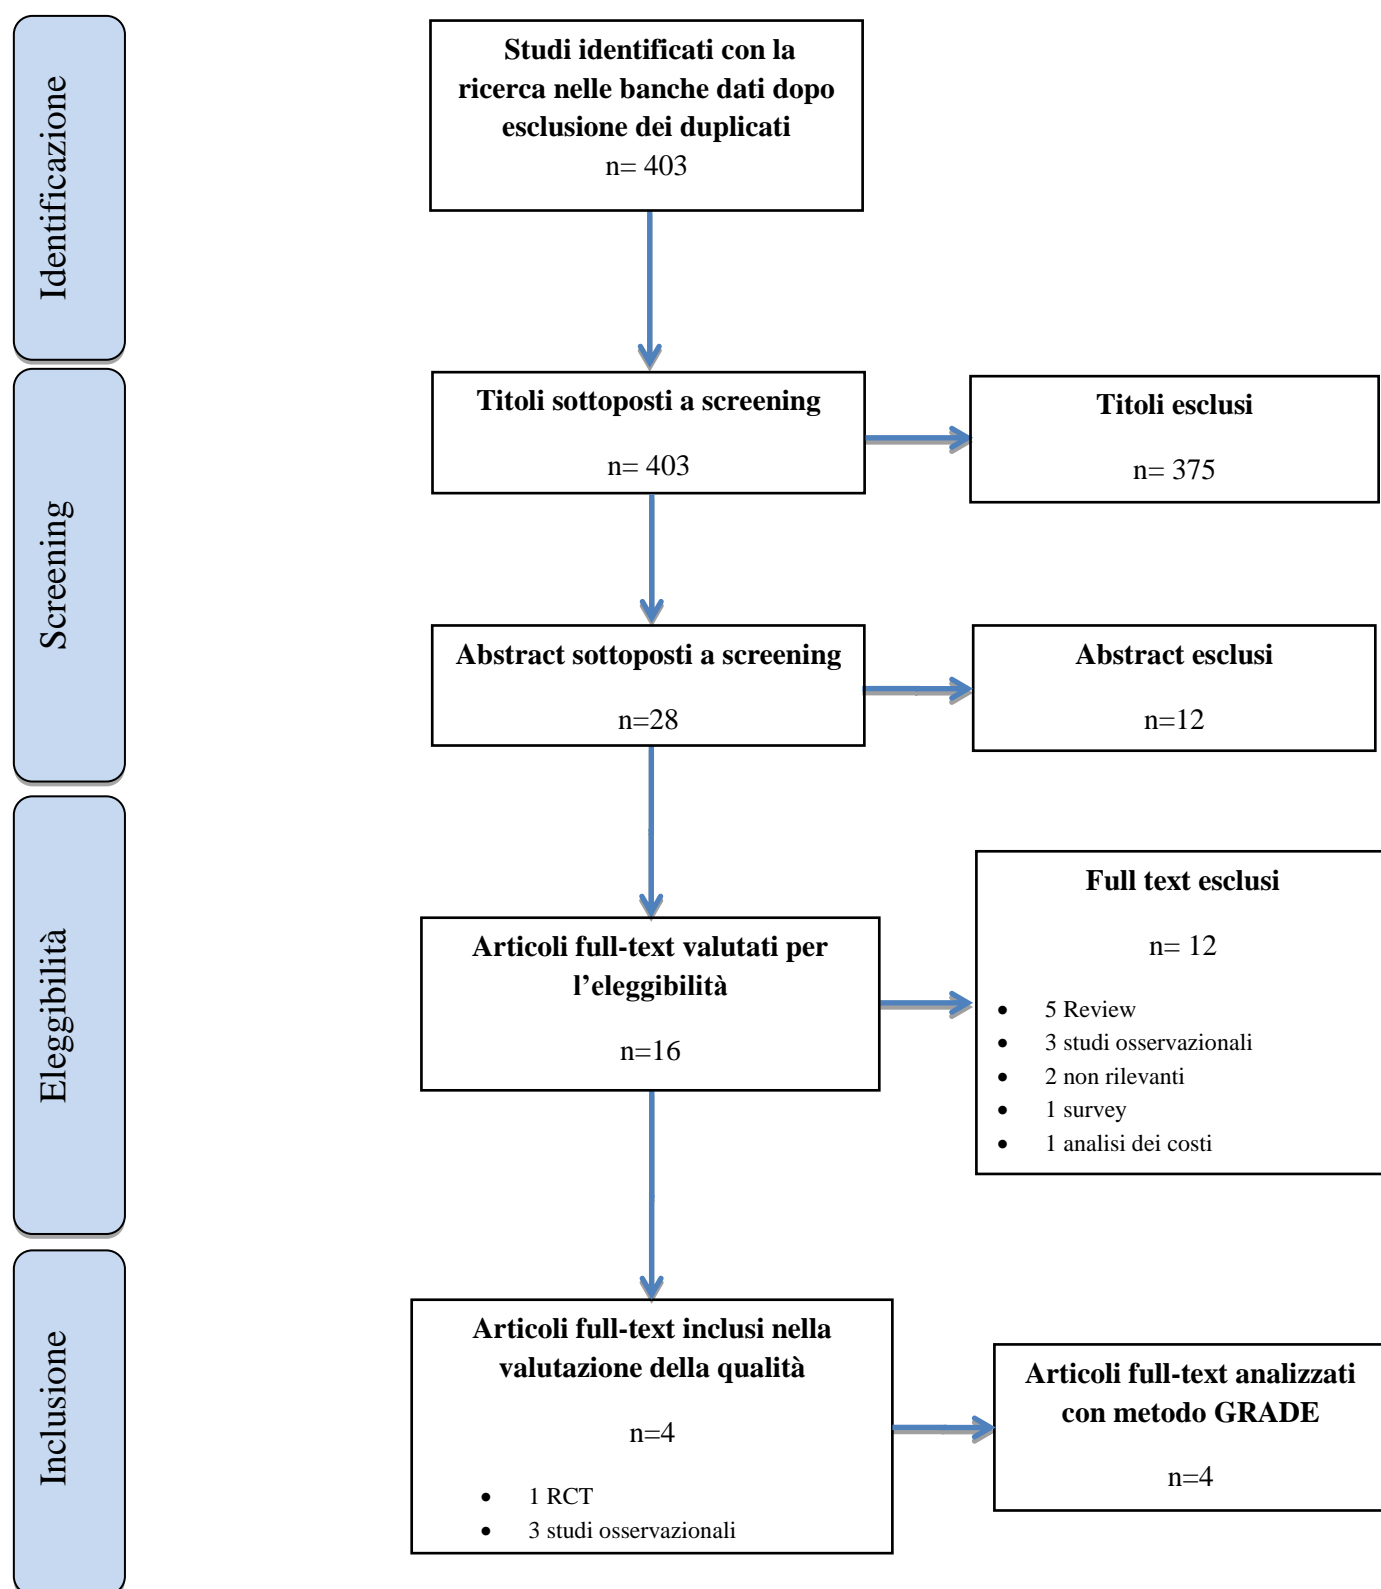 Identificazione
Studi identificati con la
ricerca nelle banche dati dopo
esclusione dei duplicati
n= 403
Screening
Titoli sottoposti a screening
n= 403
Titoli esclusi
n= 375
Abstract sottoposti a screening
n=28
Abstract esclusi
n=12
Eleggibilità
Articoli full-text valutati per
l’eleggibilità
n=16
Full text esclusi
n= 12
• 5 Review
• 3 studi osservazionali
• 2 non rilevanti
• 1 survey
• 1 analisi dei costi
Inclusione
Articoli full-text inclusi nella
valutazione della qualità
n=4
• 1 RCT
• 3 studi osservazionali
Articoli full-text analizzati
con metodo GRADE
n=4